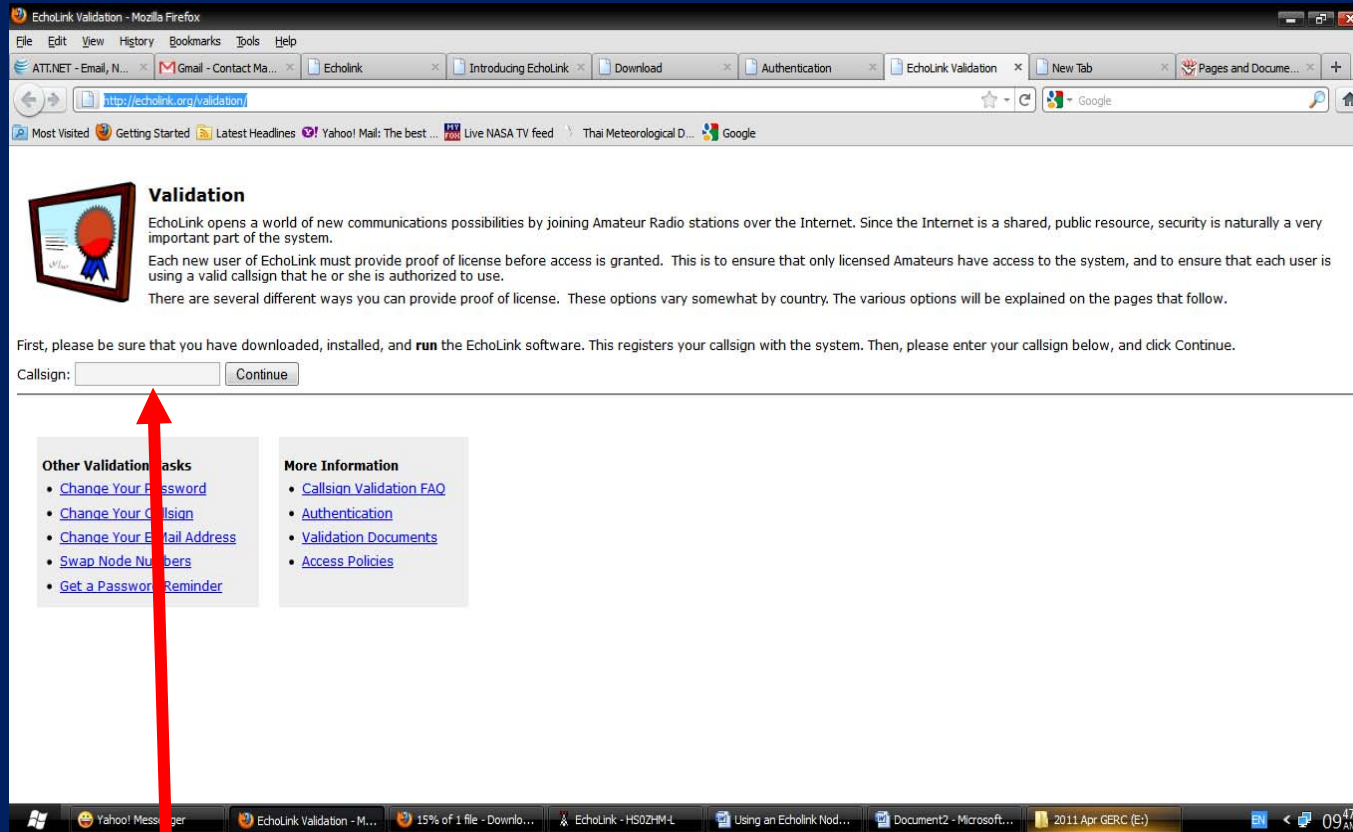 EchoLink Validation - Mozilla Firefox
File Edit View History Bookmarks Tools Help
ATT.NET - Email, N... Gmail - Contact Ma... Echolink Introducing EchoLink Download Authentication EchoLink Validation New Tab Pages and Docume...
http://echolink.org/validation/
Google
Most Visited Getting Started Latest Headlines Yahoo! Mail: The best ... Live NASA TV feed Thai Meteorological D... Google
Validation
EchoLink opens a world of new communications possibilities by joining Amateur Radio stations over the Internet. Since the Internet is a shared, public resource, security is naturally a very
important part of the system.
Each new user of EchoLink must provide proof of license before access is granted. This is to ensure that only licensed Amateurs have access to the system, and to ensure that each user is
using a valid callsign that he or she is authorized to use.
There are several different ways you can provide proof of license. These options vary somewhat by country. The various options will be explained on the pages that follow.
First, please be sure that you have downloaded, installed, and run the EchoLink software. This registers your callsign with the system. Then, please enter your callsign below, and click Continue.
Callsign: Continue
Other Validation Tasks
• Change Your Password
• Change Your Callsign
• Change Your E-Mail Address
• Swap Node Numbers
• Get a Password Reminder
More Information
• Callsign Validation FAQ
• Authentication
• Validation Documents
• Access Policies
Yahoo! Messenger EchoLink Validation - M... 15% of 1 file - Downlo... EchoLink - HS0ZHM-L Using an Echolink Nod... Document2 - Microsoft... 2011 Apr GERC (E:) EN 09 47